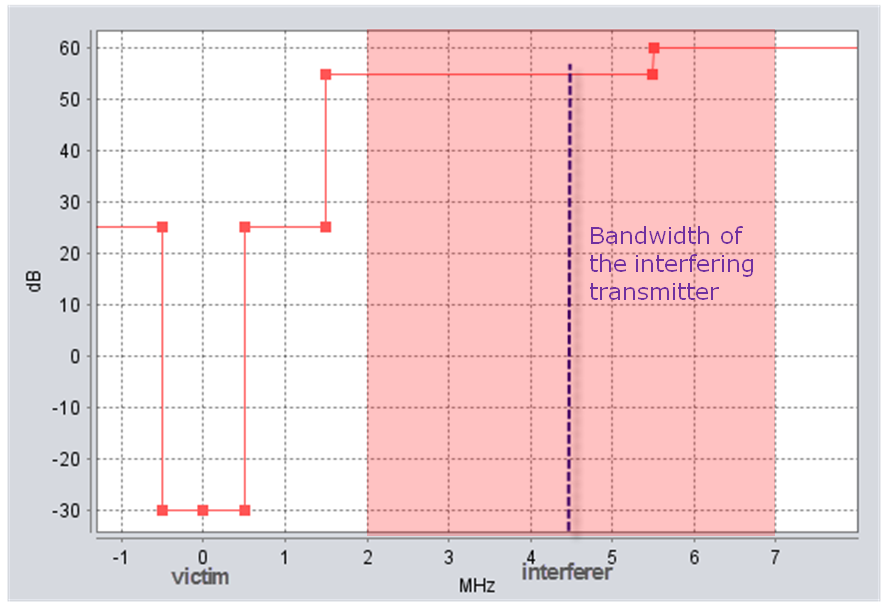 60
50
40
30
20
10
0
-10
-20
-30
dB
Bandwidth of
the interfering
transmitter
-1 0 1 2 3 4 5 6 7
victim
interferer
MHz